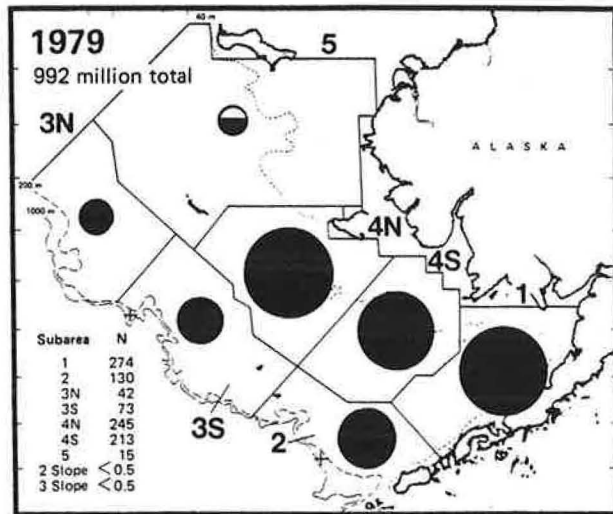 1979
992 million total
40 m
5
3N
ALASKA
200 m
1000 m
4N
4S
1
Subarea N
1 274
2 130
3N 42
3S 73
4N 245
4S 213
5 15
2 Slope <0.5
3 Slope <0.5
3S
2